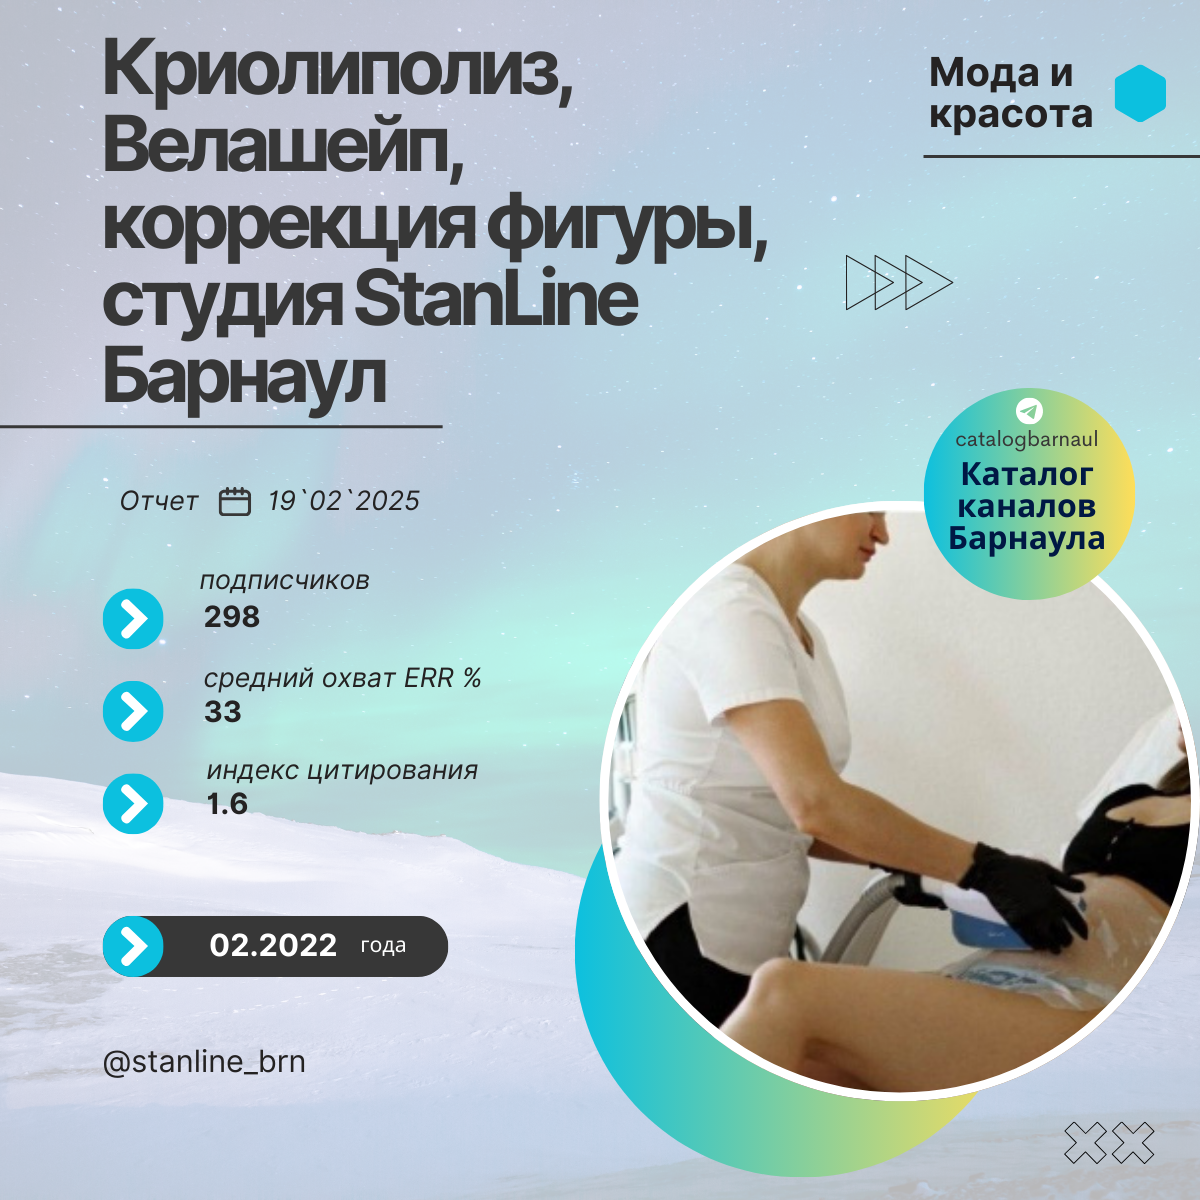 Криолиполиз,
Велашейп,
коррекция фигуры,
студия StanLine
Барнаул
Мода и
красота
catalogbarnaul
Каталог
каналов
Барнаула
Отчет 19`02`2025
подписчиков
298
средний охват ERR %
33
индекс цитирования
1.6
02.2022 года
@stanline_brn